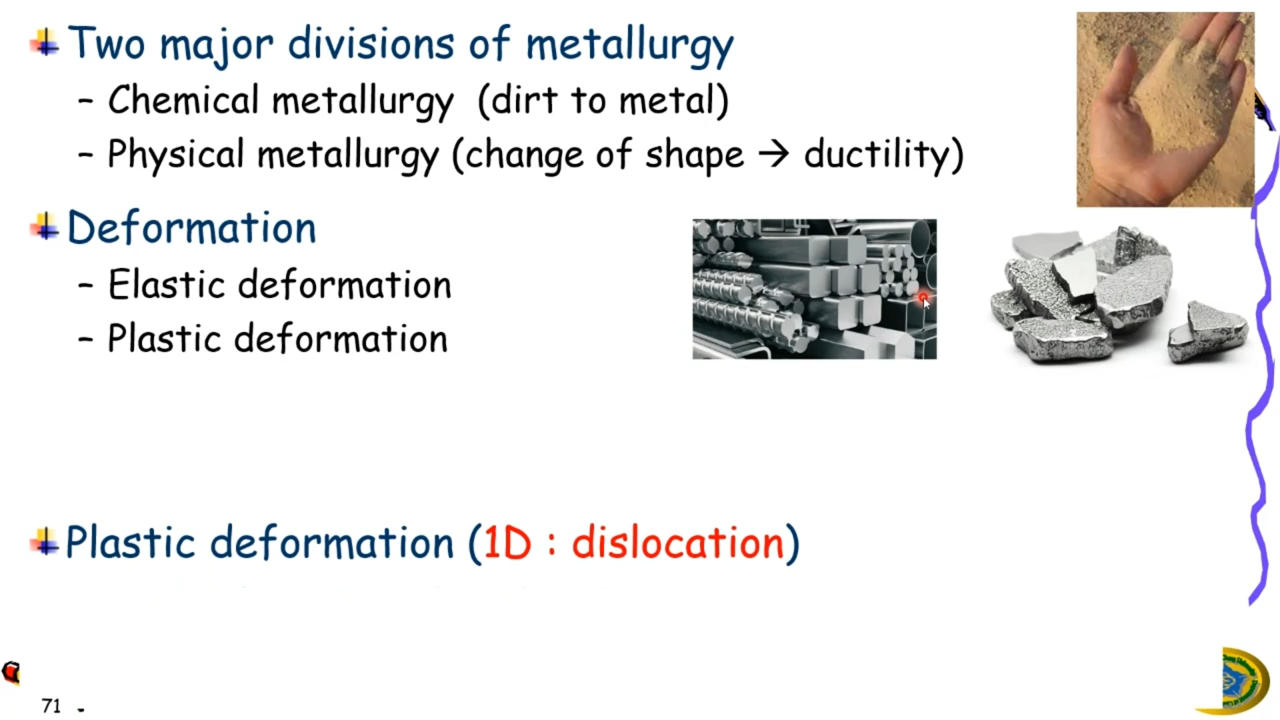 Two major divisions of metallurgy
– Chemical metallurgy (dirt to metal)
– Physical metallurgy (change of shape → ductility)
Deformation
– Elastic deformation
– Plastic deformation
Plastic deformation (1D : dislocation)
71 -